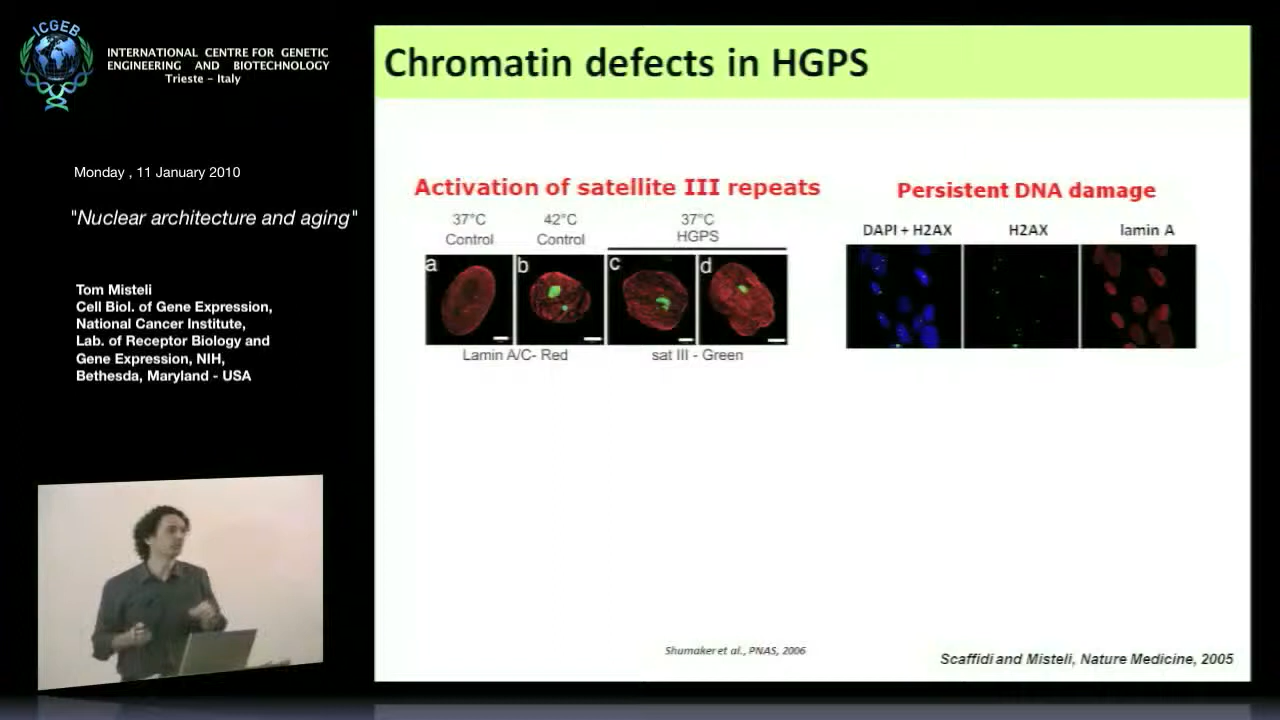 ICGEB
INTERNATIONAL CENTRE FOR GENETIC
ENGINEERING AND BIOTECHNOLOGY
Trieste - Italy
Monday , 11 January 2010
"Nuclear architecture and aging"
Tom Misteli
Cell Biol. of Gene Expression,
National Cancer Institute,
Lab. of Receptor Biology and
Gene Expression, NIH,
Bethesda, Maryland - USA
Chromatin defects in HGPS
Activation of satellite III repeats
37°C
Control
42°C
Control
37°C
HGPS
a
b
c
d
Lamin A/C- Red
sat III - Green
Persistent DNA damage
DAPI + H2AX
H2AX
lamin A
Shumaker et al., PNAS, 2006
Scaffidi and Misteli, Nature Medicine, 2005